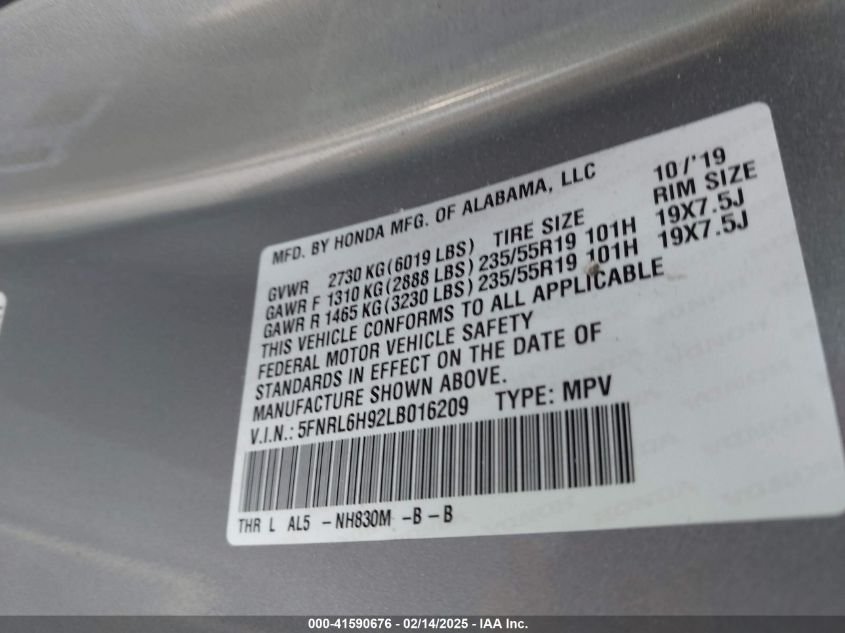 MFD. BY HONDA MFG. OF ALABAMA, LLC 10/'19
TIRE SIZE RIM SIZE
GVWR 2730 KG (6019 LBS)
GAWR F 1310 KG (2888 LBS) 235/55R19 101H 19X7.5J
GAWR R 1465 KG (3230 LBS) 235/55R19 101H 19X7.5J
THIS VEHICLE CONFORMS TO ALL APPLICABLE
FEDERAL MOTOR VEHICLE SAFETY
STANDARDS IN EFFECT ON THE DATE OF
MANUFACTURE SHOWN ABOVE.
V.I.N.: 5FNRL6H92LB016209 TYPE: MPV
THR L AL5 - NH830M - B - B
000-41590676 - 02/14/2025 - IAA Inc.